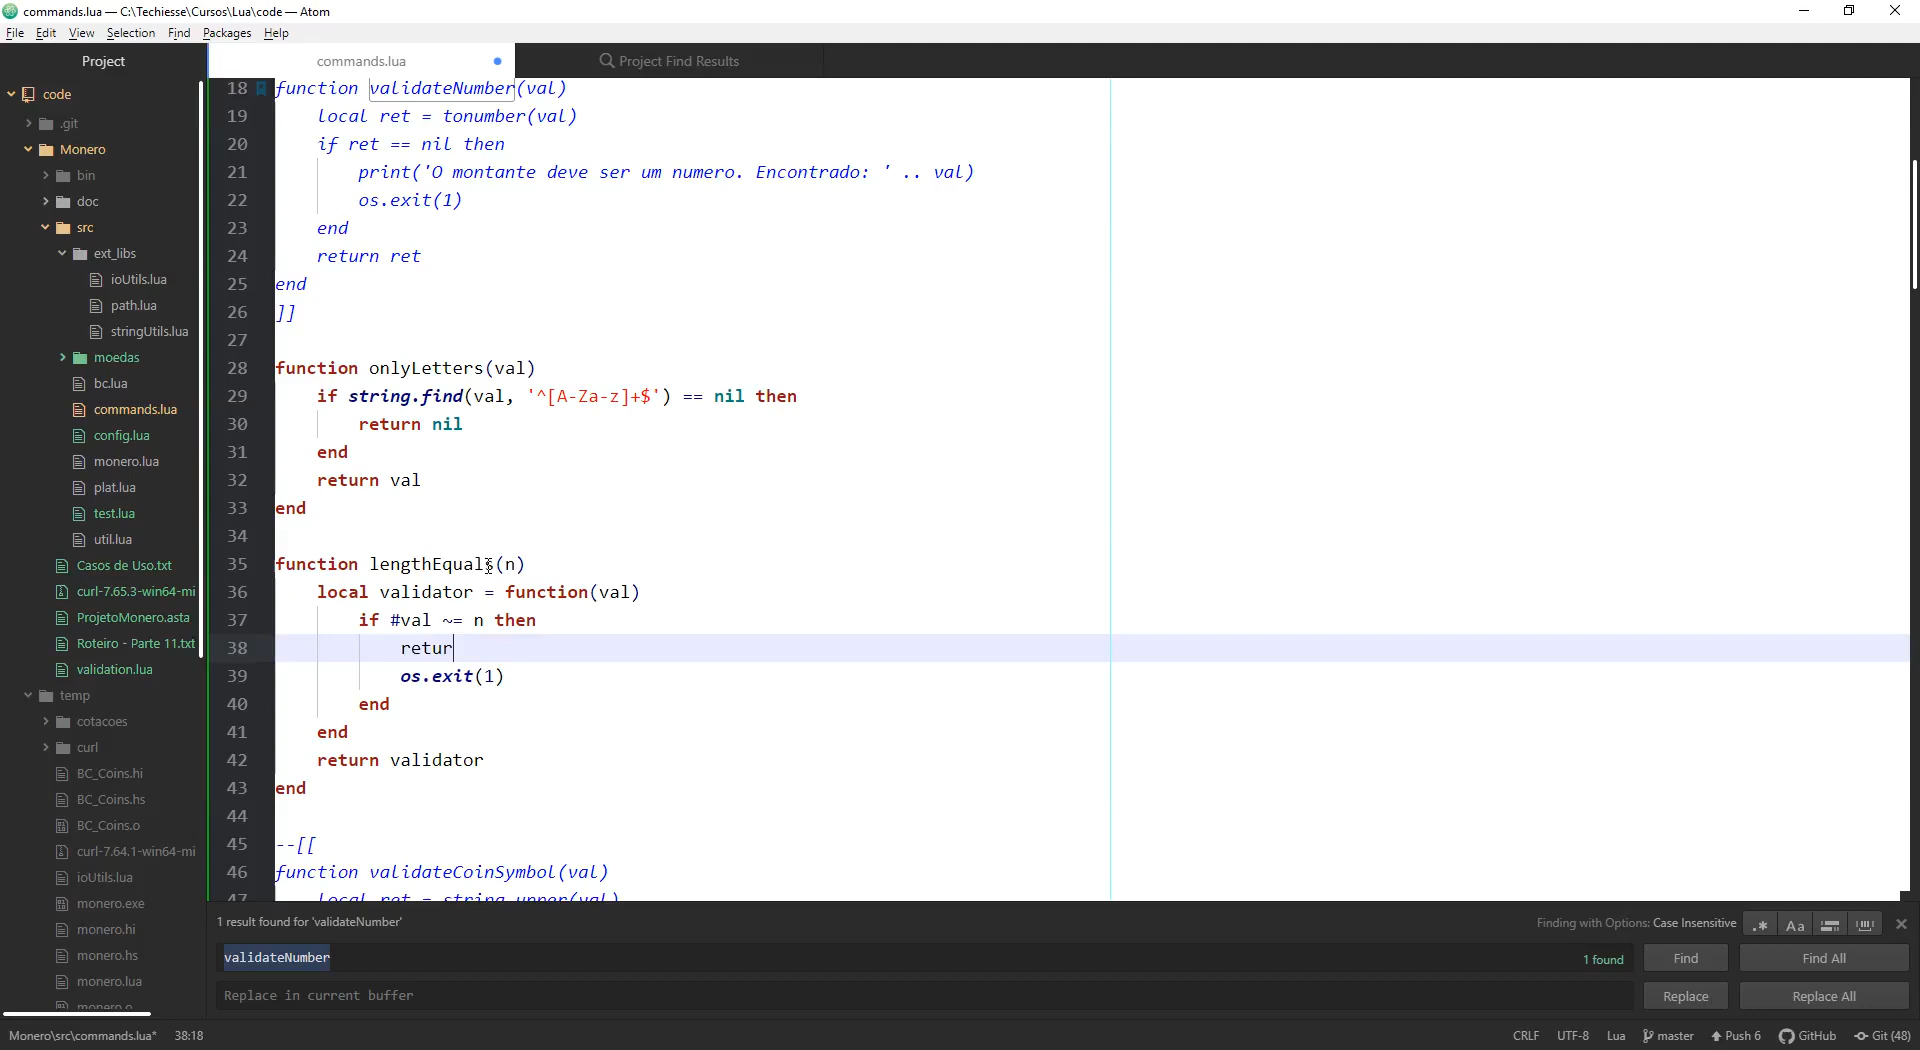 commands.lua — C:\Techiesse\Cursos\Lua\code — Atom
File Edit View Selection Find Packages Help
Project
commands.lua
Project Find Results
code
.git
Monero
bin
doc
src
ext_libs
ioUtils.lua
path.lua
stringUtils.lua
moedas
bc.lua
commands.lua
config.lua
monero.lua
plat.lua
test.lua
util.lua
Casos de Uso.txt
curl-7.65.3-win64-mi
ProjetoMonero.asta
Roteiro - Parte 11.txt
validation.lua
temp
cotacoes
curl
BC_Coins.hi
BC_Coins.hs
BC_Coins.o
curl-7.64.1-win64-mi
ioUtils.lua
monero.exe
monero.hi
monero.hs
monero.lua
monero.o
18 function validateNumber(val)
19 local ret = tonumber(val)
20 if ret == nil then
21 print('O montante deve ser um numero. Encontrado: ' .. val)
22 os.exit(1)
23 end
24 return ret
25 end
26 ]]
27
28 function onlyLetters(val)
29 if string.find(val, '^[A-Za-z]+$') == nil then
30 return nil
31 end
32 return val
33 end
34
35 function lengthEquals(n)
36 local validator = function(val)
37 if #val ~= n then
38 retur
39 os.exit(1)
40 end
41 end
42 return validator
43 end
44
45 --[[
46 function validateCoinSymbol(val)
47 local ret = string.upper(val)
1 result found for 'validateNumber'
Finding with Options: Case Insensitive
.* Aa
validateNumber
1 found
Find
Find All
Replace in current buffer
Replace
Replace All
Monero\src\commands.lua* 38:18
CRLF UTF-8 Lua master Push 6 GitHub Git (48)